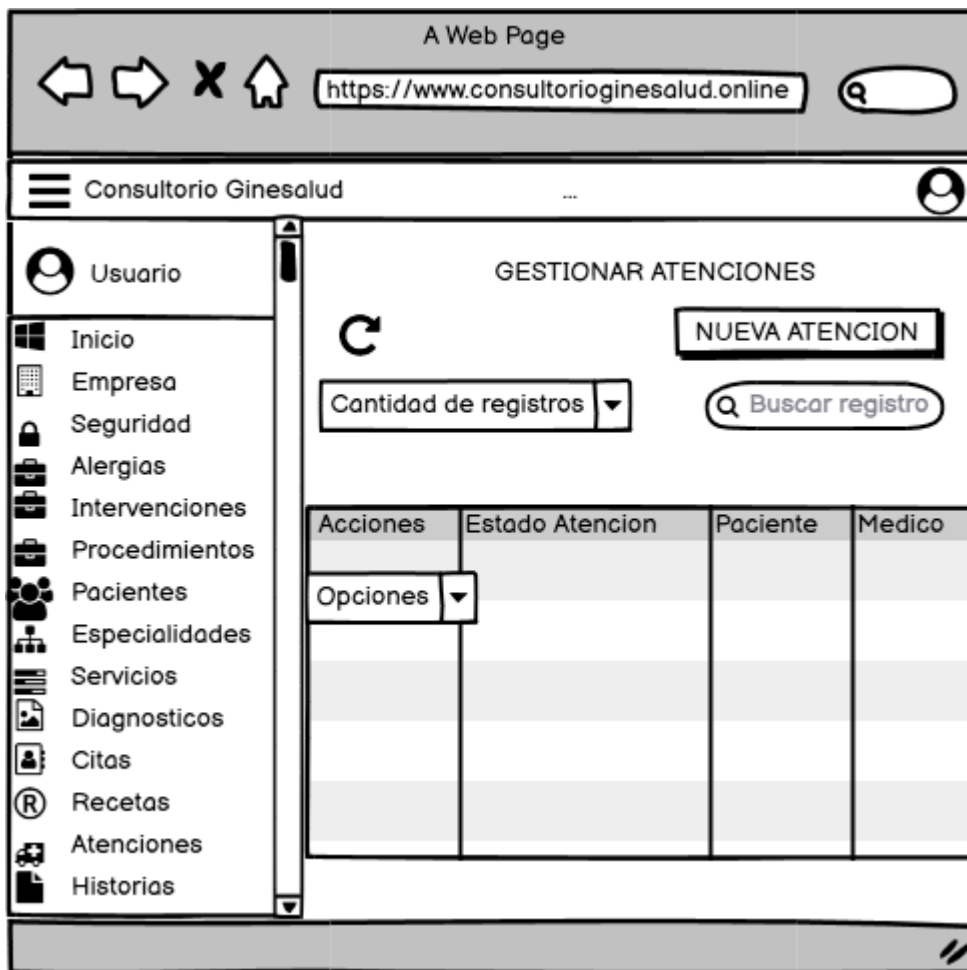 A Web Page
https://www.consultorioginesalud.online
Consultorio Ginesalud
...
Usuario
Inicio
Empresa
Seguridad
Alergias
Intervenciones
Procedimientos
Pacientes
Especialidades
Servicios
Diagnosticos
Citas
R
Recetas
Atenciones
Historias
GESTIONAR ATENCIONES
NUEVA ATENCION
Cantidad de registros
Buscar registro
Acciones Estado Atencion Paciente Medico
Opciones